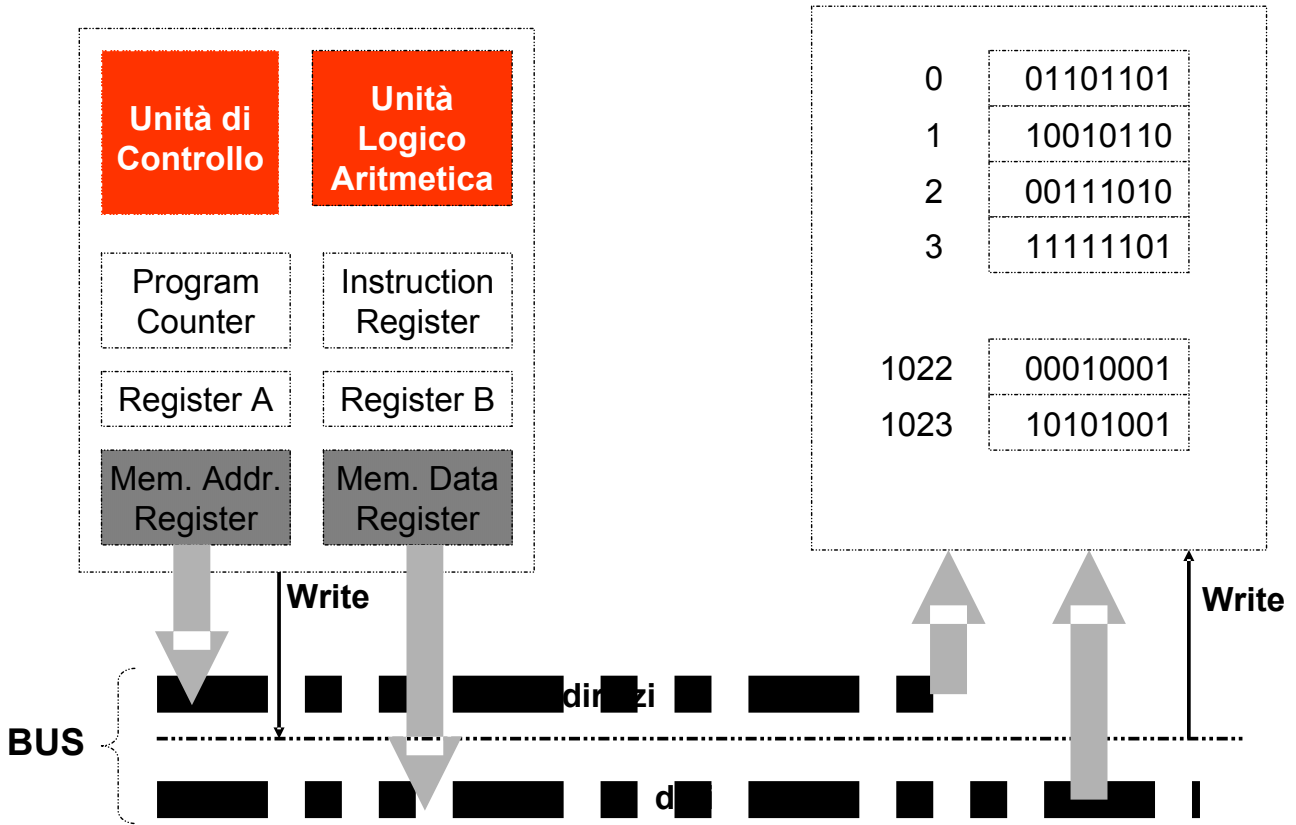 Unità di
Controllo
Unità
Logico
Aritmetica
Program
Counter
Instruction
Register
Register A
Register B
Mem. Addr.
Register
Mem. Data
Register
0 01101101
1 10010110
2 00111010
3 11111101
1022 00010001
1023 10101001
Write
Write
BUS